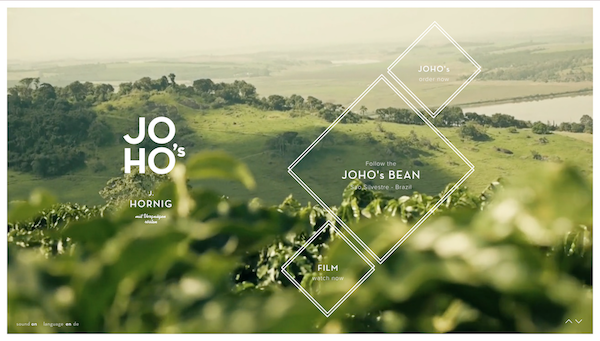 JOHO's
order now
JO
HO's
Follow the
JOHO's BEAN
São Silvestre - Brazil
J.
HORNIG
FILM
watch now
sound on language en de